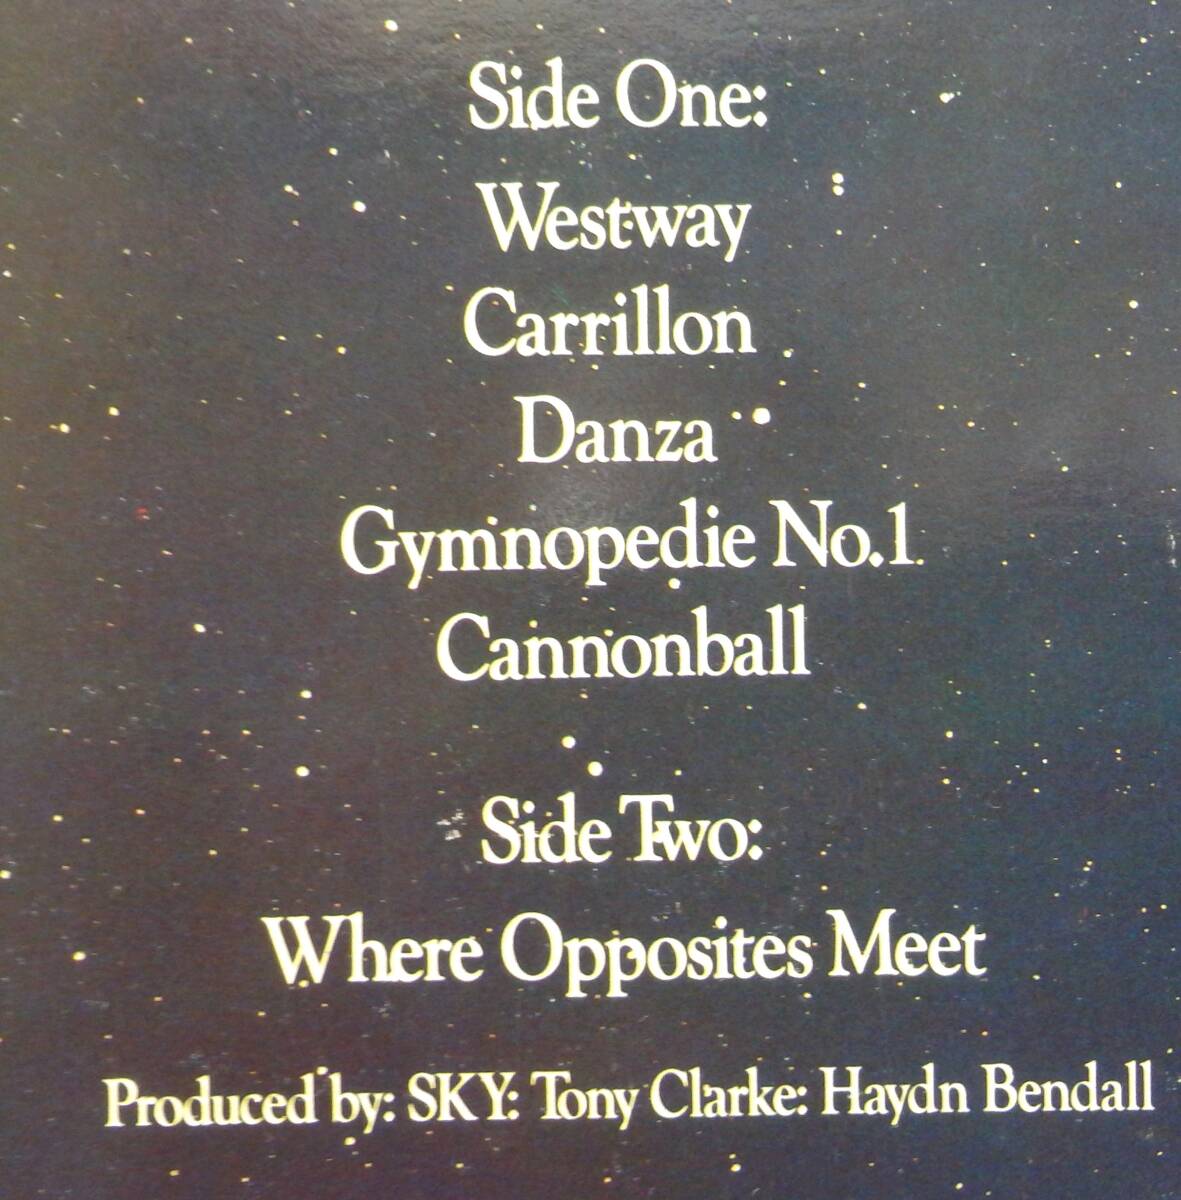 Side One:
Westway
Carrillon
Danza
Gymnopedie No.1
Cannonball
Side Two:
Where Opposites Meet
Produced by: SKY: Tony Clarke: Haydn Bendall